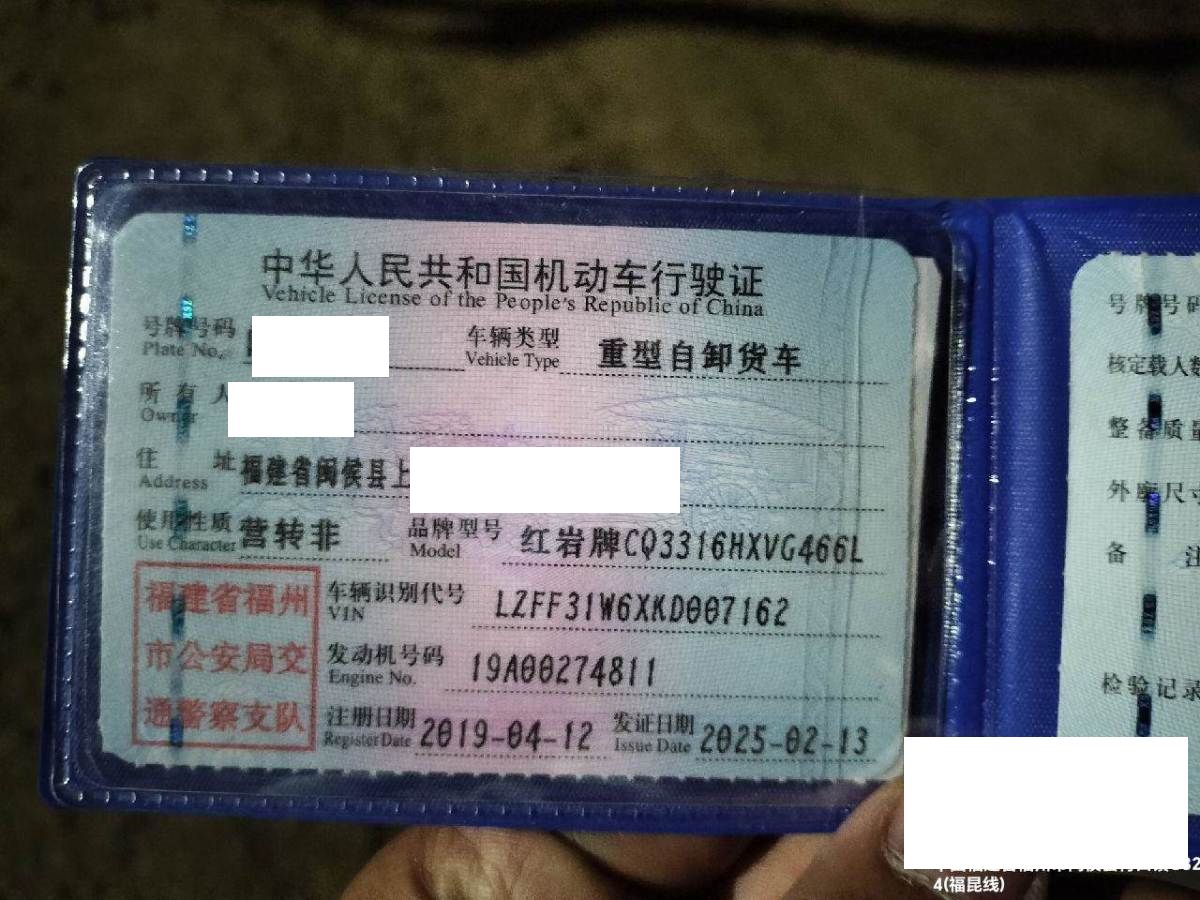 中华人民共和国机动车行驶证
Vehicle License of the People's Republic of China
号牌号码
Plate No.
车辆类型
Vehicle Type
重型自卸货车
所有人
Owner
住址
Address
福建省闽侯县上
使用性质
Use Character
营转非
品牌型号
Model
红岩牌CQ3316HXVG466L
福建省福州
市公安局交
通警察支队
车辆识别代号
VIN
LZFF31W6XKD007162
发动机号码
Engine No.
19A00274811
注册日期
Register Date
2019-04-12
发证日期
Issue Date
2025-02-13
号牌号码
核定载人数
整备质量
外廓尺寸
备注
检验记录
4(福昆线)